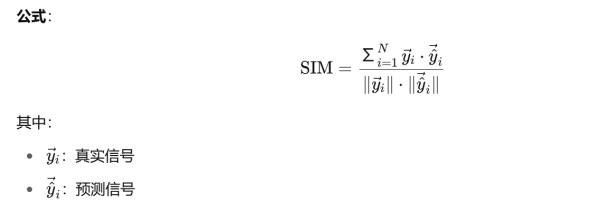 公式：
$$\text{SIM} = \frac{\sum_{i=1}^{N} \vec{y}_i \cdot \vec{\hat{y}}_i}{\|\vec{y}_i\| \cdot \|\vec{\hat{y}}_i\|}$$
其中：
• $\vec{y}_i$：真实信号
• $\vec{\hat{y}}_i$：预测信号